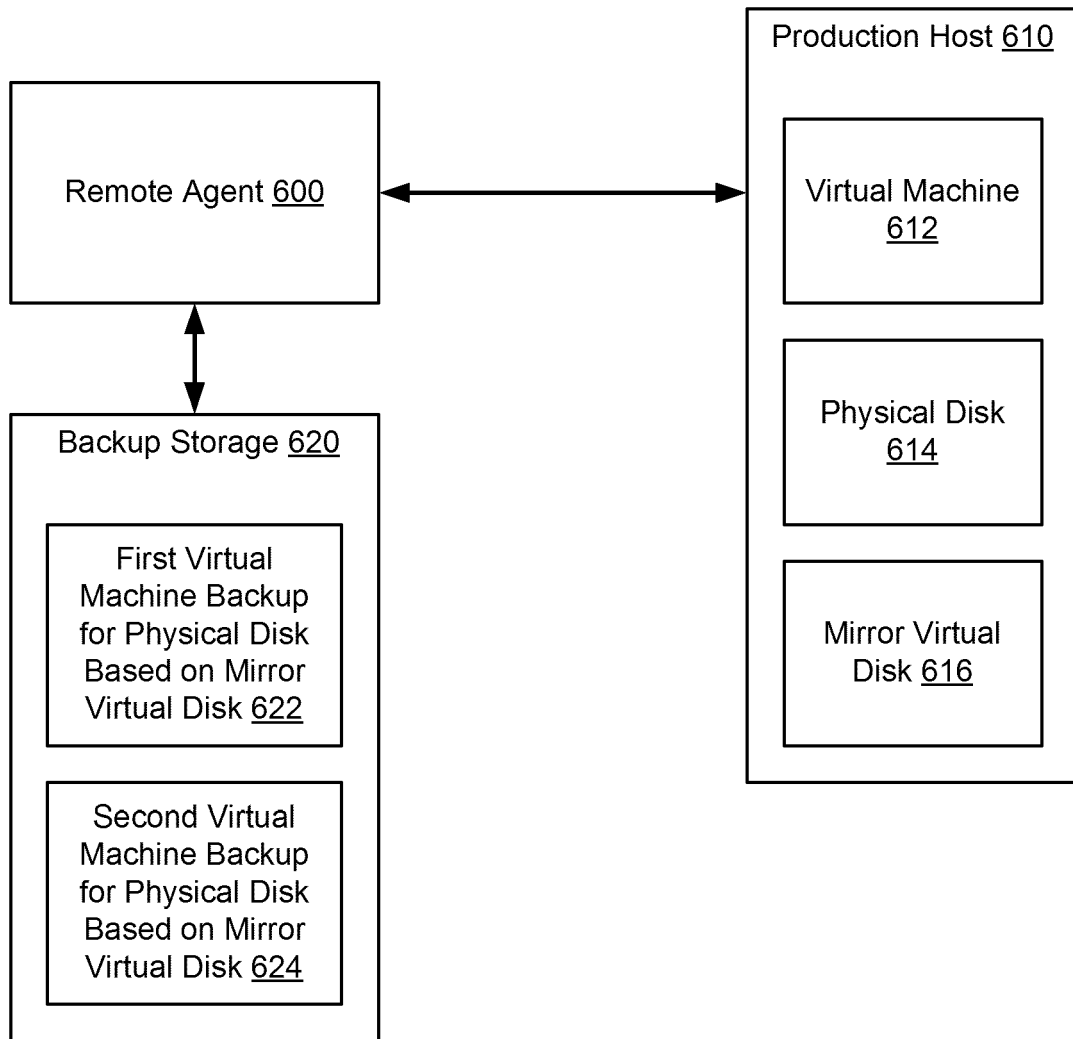 Production Host 610
Remote Agent 600
Virtual Machine
612
Physical Disk
614
Mirror Virtual
Disk 616
Backup Storage 620
First Virtual
Machine Backup
for Physical Disk
Based on Mirror
Virtual Disk 622
Second Virtual
Machine Backup
for Physical Disk
Based on Mirror
Virtual Disk 624